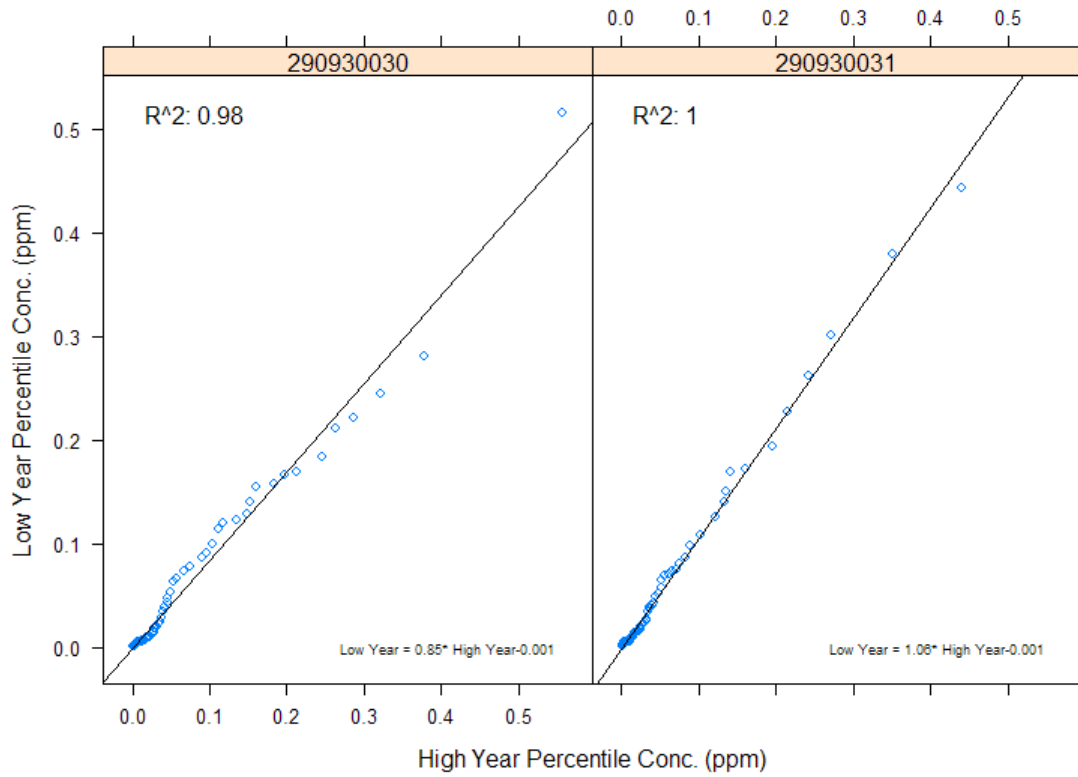 0.0 0.1 0.2 0.3 0.4 0.5
290930030 290930031
R^2: 0.98 R^2: 1
0.5
0.4
0.3
0.2
0.1
0.0
Low Year Percentile Conc. (ppm)
Low Year = 0.85* High Year-0.001 Low Year = 1.06* High Year-0.001
0.0 0.1 0.2 0.3 0.4 0.5
High Year Percentile Conc. (ppm)